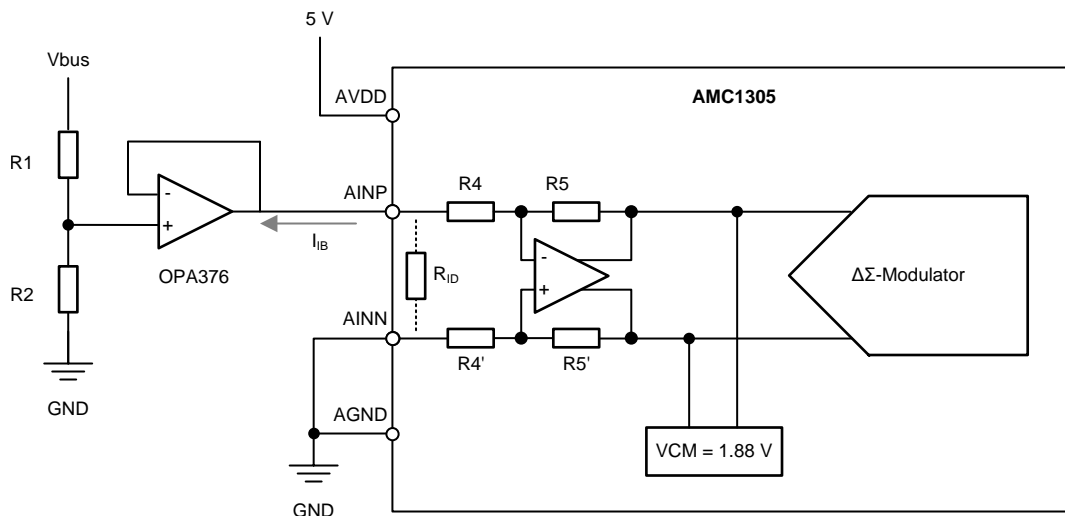 5 V
Vbus
AVDD
AMC1305
R1
AINP
R4
R5
-
+
I_IB
OPA376
R_ID
-
+
ΔΣ-Modulator
R2
AINN
R4'
R5'
GND
AGND
VCM = 1.88 V
GND